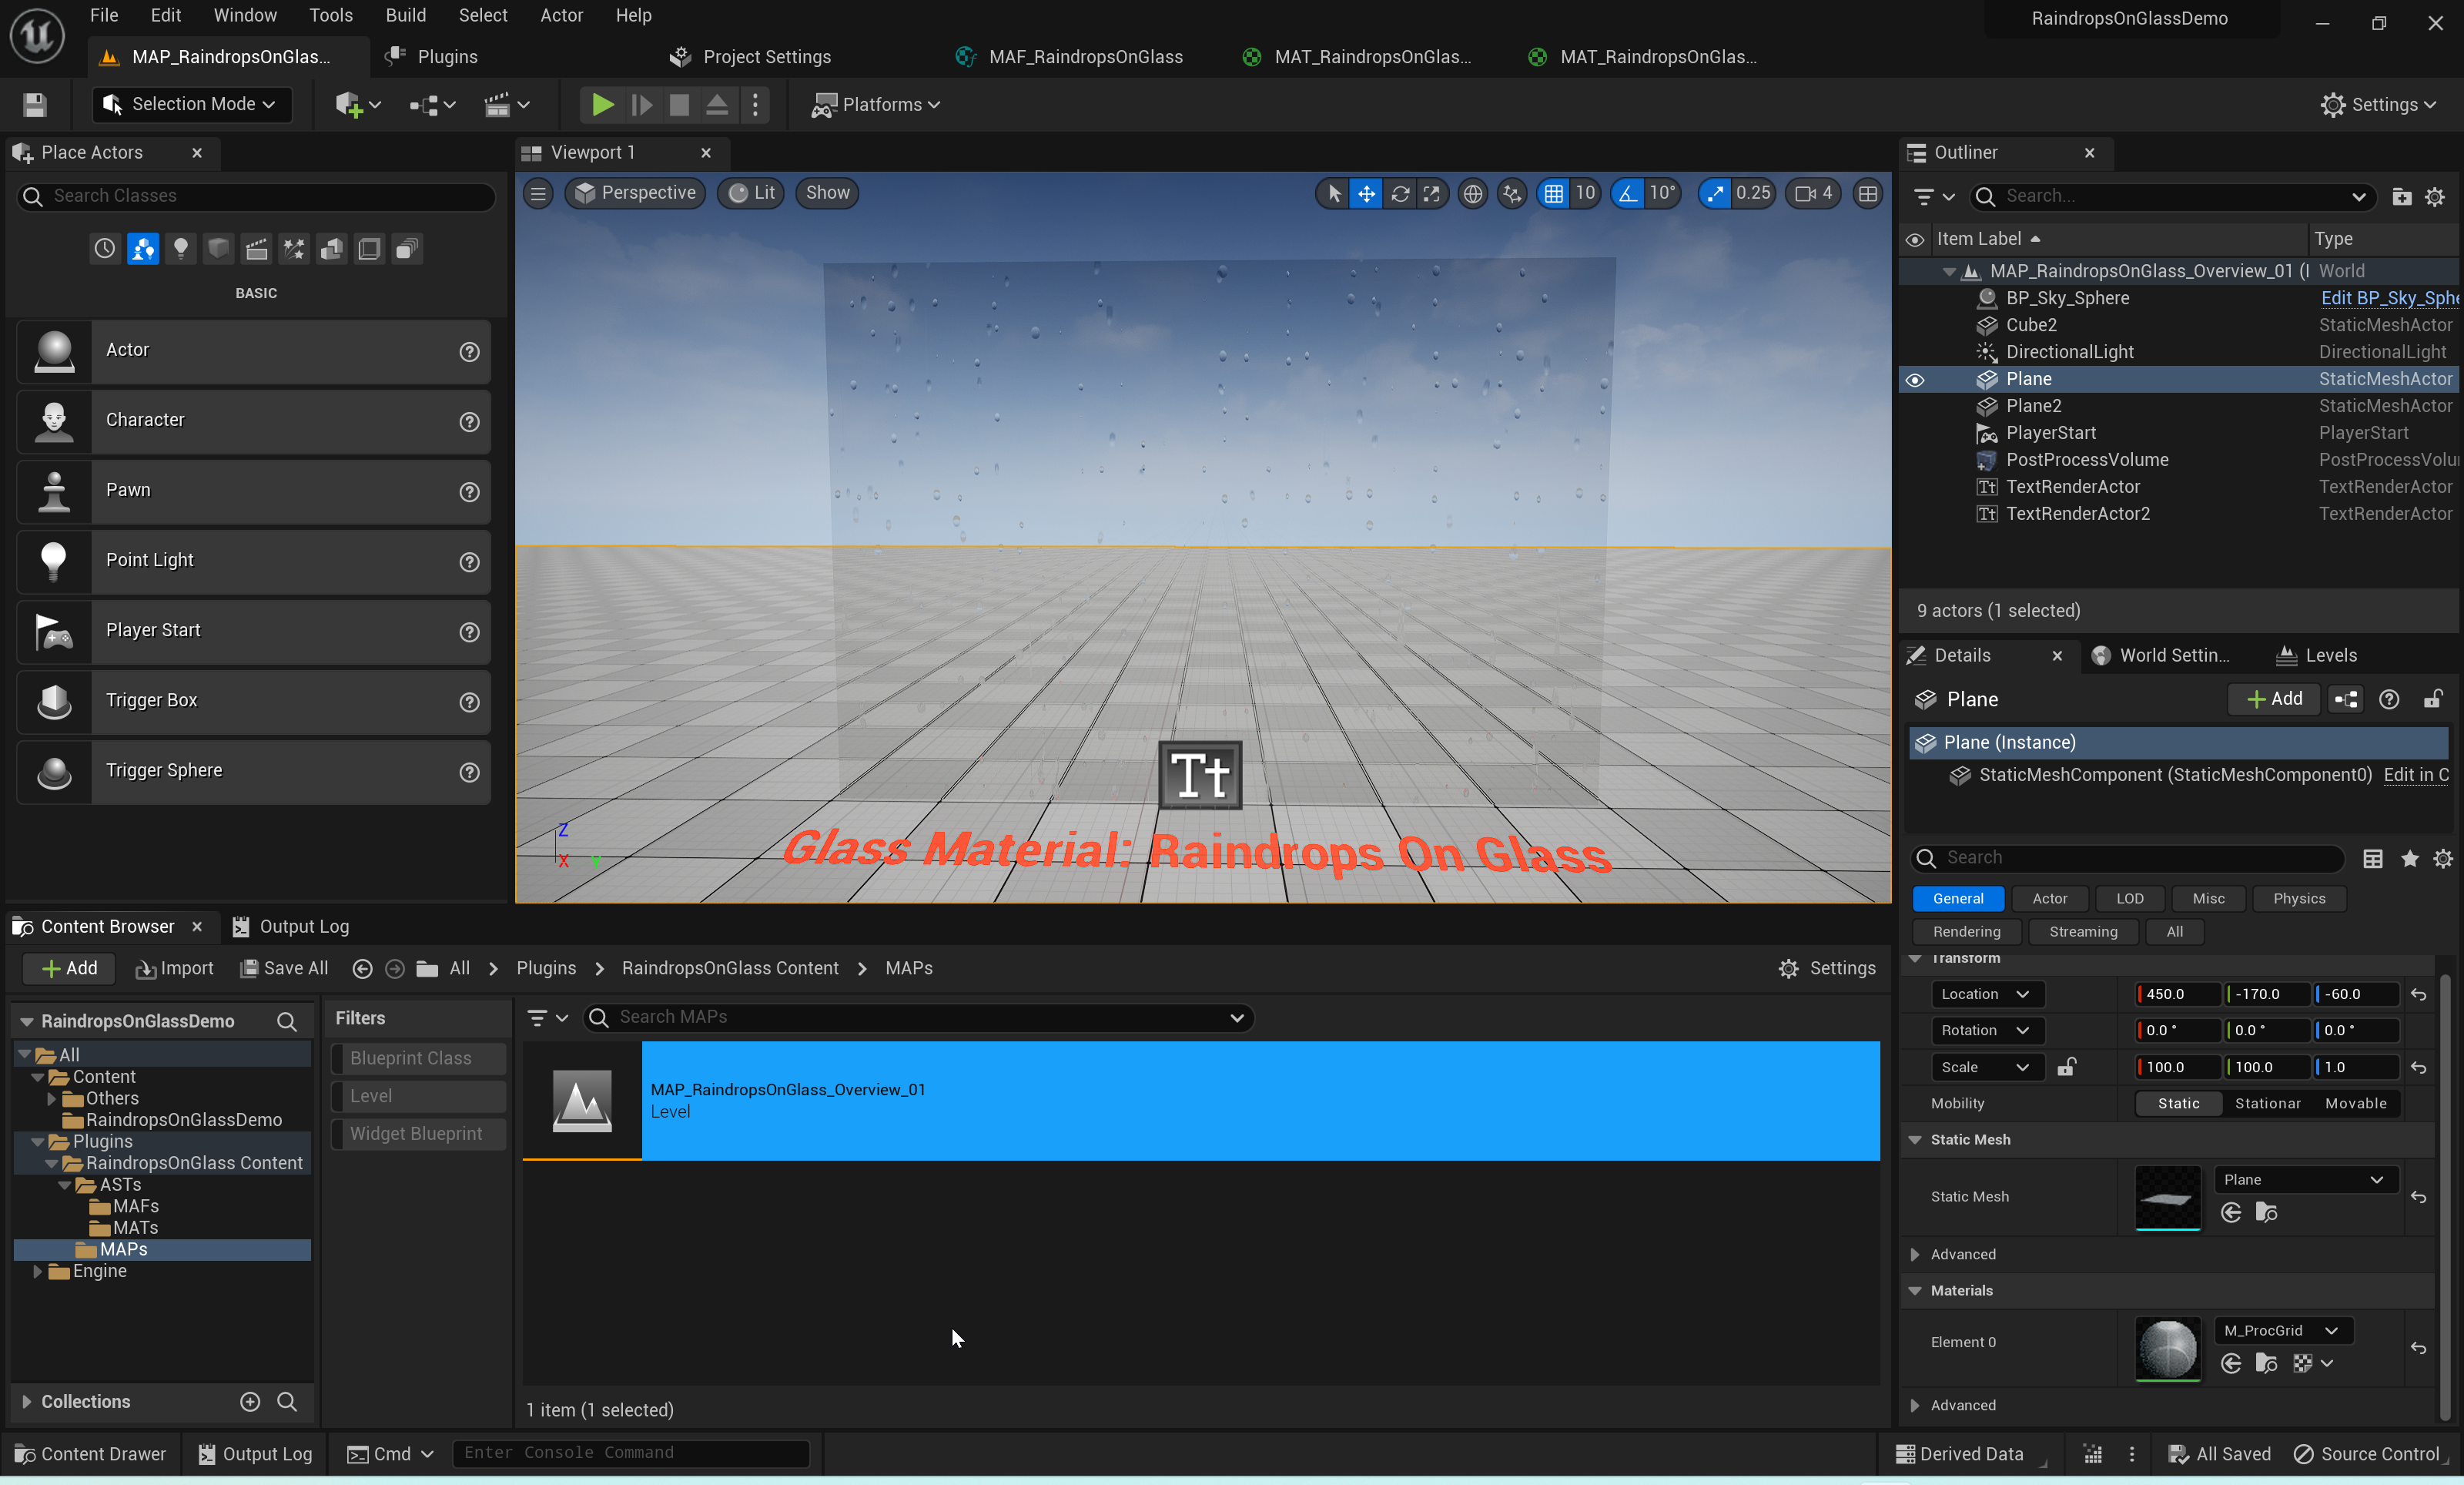 File Edit Window Tools Build Select Actor Help
RaindropsOnGlassDemo
MAP_RaindropsOnGlas... Plugins Project Settings MAF_RaindropsOnGlass MAT_RaindropsOnGlas... MAT_RaindropsOnGlas...
Selection Mode Platforms Settings
Place Actors
Search Classes
BASIC
Actor
Character
Pawn
Point Light
Player Start
Trigger Box
Trigger Sphere
Viewport 1
Perspective Lit Show 10 10° 0.25 4
Tt
Glass Material: Raindrops On Glass
Z
X Y
Outliner
Search...
Item Label Type
MAP_RaindropsOnGlass_Overview_01 ( World
BP_Sky_Sphere Edit BP_Sky_Sphe
Cube2 StaticMeshActor
DirectionalLight DirectionalLight
Plane StaticMeshActor
Plane2 StaticMeshActor
PlayerStart PlayerStart
PostProcessVolume PostProcessVolu
Tt TextRenderActor TextRenderActor
Tt TextRenderActor2 TextRenderActor
9 actors (1 selected)
Details World Settin... Levels
Plane Add
Plane (Instance)
StaticMeshComponent (StaticMeshComponent0) Edit in C
Search
General Actor LOD Misc Physics
Rendering Streaming All
Transform
Location 450.0 -170.0 -60.0
Rotation 0.0 ° 0.0 ° 0.0 °
Scale 100.0 100.0 1.0
Mobility Static Stationar Movable
Static Mesh
Static Mesh Plane
Advanced
Materials
Element 0 M_ProcGrid
Advanced
Content Browser Output Log
Add Import Save All All Plugins RaindropsOnGlass Content MAPs Settings
RaindropsOnGlassDemo
All
Content
Others
RaindropsOnGlassDemo
Plugins
RaindropsOnGlass Content
ASTs
MAFs
MATs
MAPs
Engine
Collections
Filters
Blueprint Class
Level
Widget Blueprint
Search MAPs
MAP_RaindropsOnGlass_Overview_01
Level
1 item (1 selected)
Content Drawer Output Log Cmd Enter Console Command Derived Data All Saved Source Control